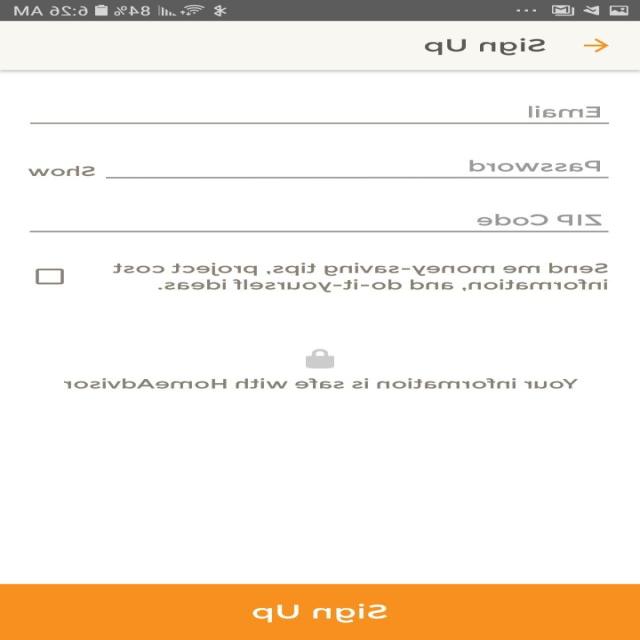 84% 6:26 AM
Sign Up
Email
Password
Show
ZIP Code
Send me money-saving tips, project cost
information, and do-it-yourself ideas.
Your information is safe with HomeAdvisor
Sign Up